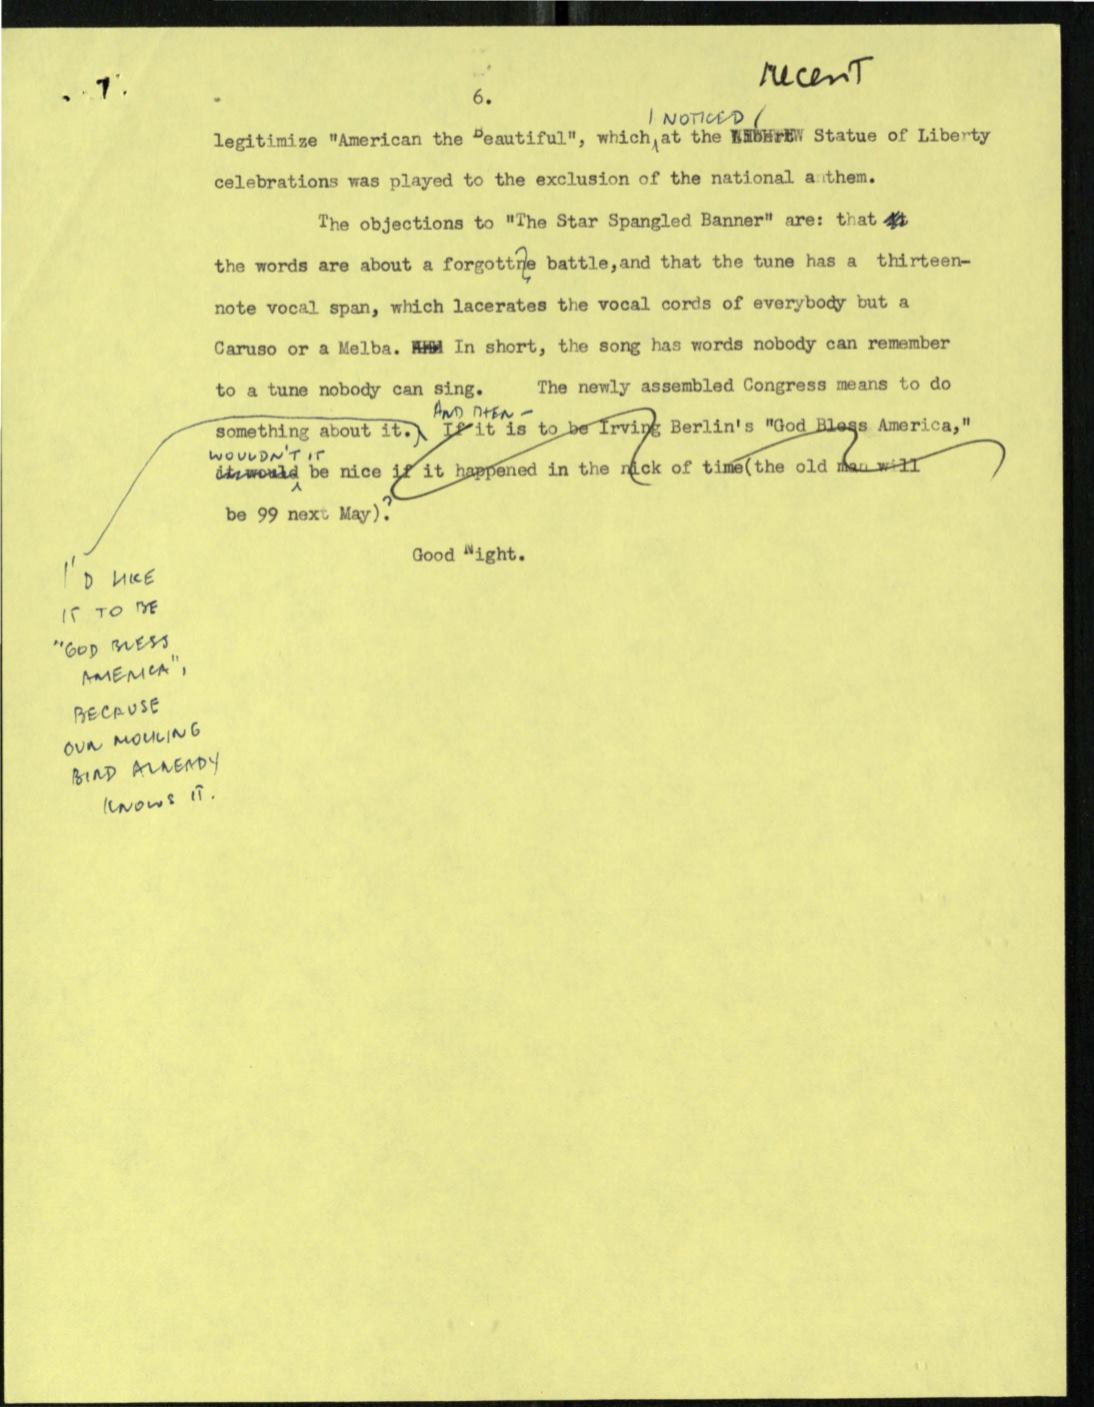 7.
6.
recent
I NOTICED
legitimize "American the Beautiful", which at the Statue of Liberty
celebrations was played to the exclusion of the national anthem.
The objections to "The Star Spangled Banner" are: that it
the words are about a forgottne battle,and that the tune has a thirteen-
note vocal span, which lacerates the vocal cords of everybody but a
Caruso or a Melba. In short, the song has words nobody can remember
to a tune nobody can sing. The newly assembled Congress means to do
AND THEN —
something about it. If it is to be Irving Berlin's "God Bless America,"
WOULDN'T IT
it would be nice if it happened in the nick of time(the old man will
be 99 next May).?
Good Night.
I'D LIKE
IT TO BE
"GOD BLESS
AMERICA",
BECAUSE
OUR MOCKING
BIRD ALREADY
KNOWS IT.